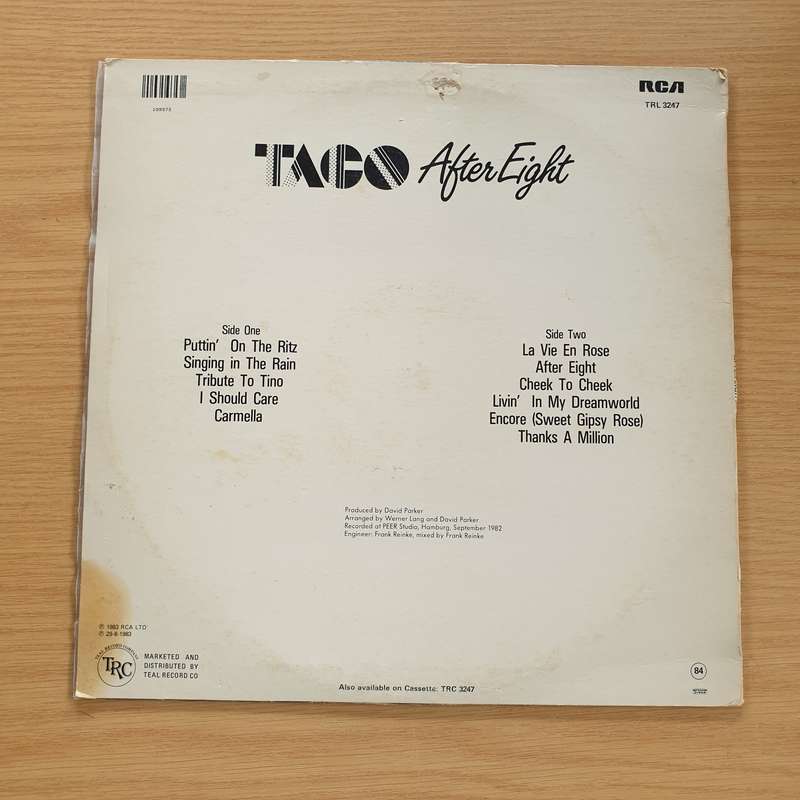 RCA
TRL 3247
TACO After Eight
Side One
Puttin' On The Ritz
Singing in The Rain
Tribute To Tino
I Should Care
Carmella
Side Two
La Vie En Rose
After Eight
Cheek To Cheek
Livin' In My Dreamworld
Encore (Sweet Gipsy Rose)
Thanks A Million
Produced by David Parker
Arranged by Werner Lang and David Parker
Recorded at PEER Studio, Hamburg, September 1982
Engineer: Frank Reinke, mixed by Frank Reinke
℗ 1983 RCA LTD
℗ 29-6-1983
TEAL RECORD COMPANY
TRC
MARKETED AND
DISTRIBUTED BY
TEAL RECORD CO
Also available on Cassette: TRC 3247
84